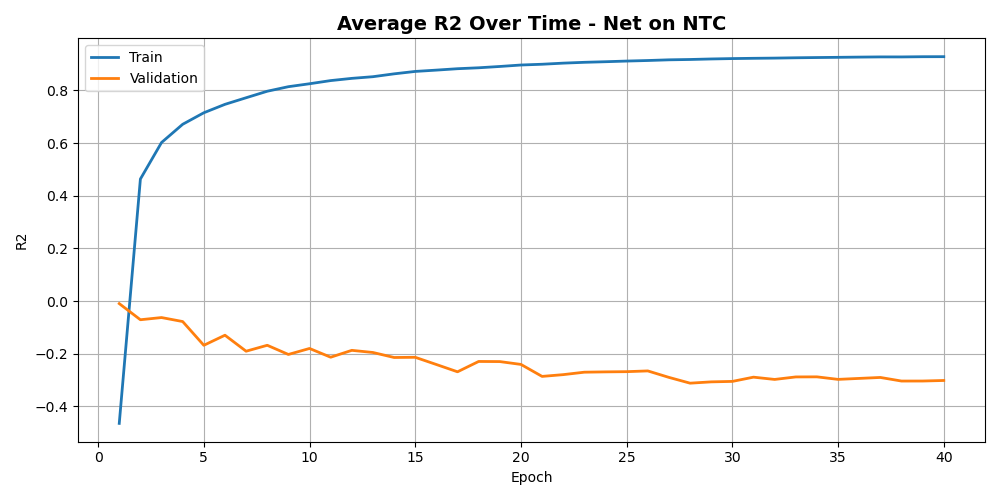 Average R2 Over Time - Net on NTC
Train
Validation
0.8
0.6
0.4
0.2
0.0
−0.2
−0.4
R2
0 5 10 15 20 25 30 35 40
Epoch